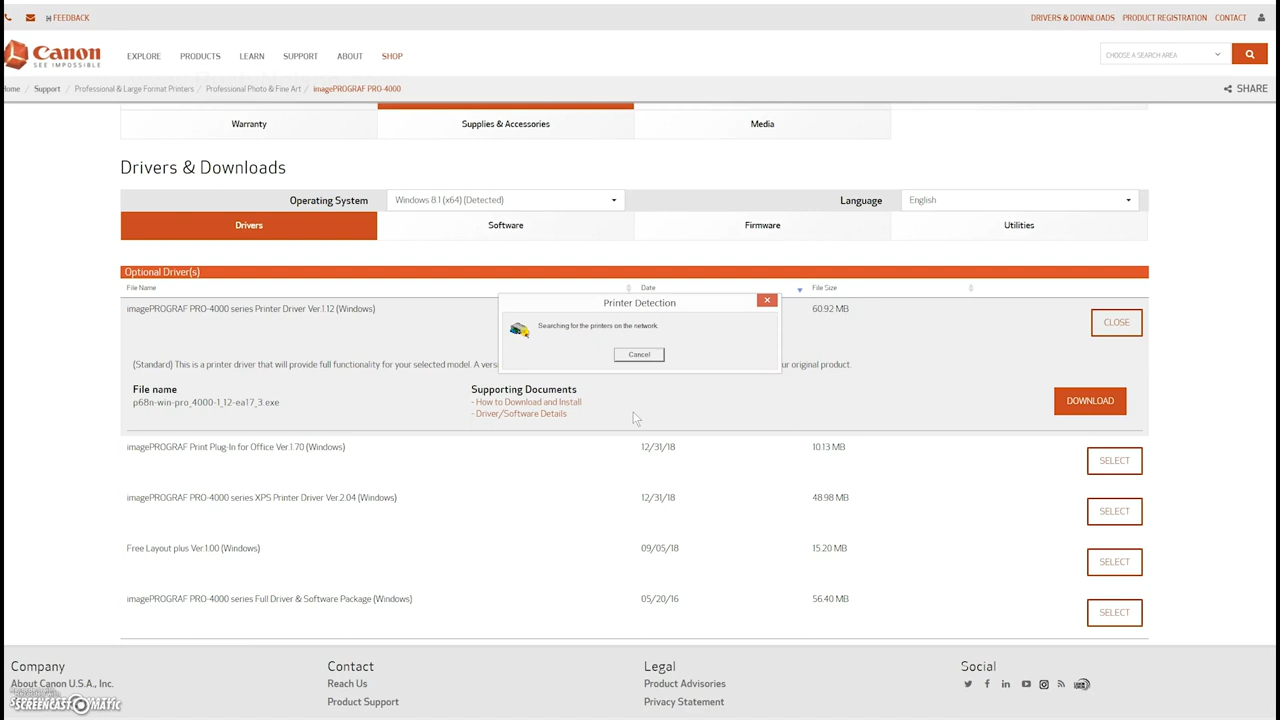 FEEDBACK
DRIVERS & DOWNLOADS PRODUCT REGISTRATION CONTACT
Canon
SEE IMPOSSIBLE
EXPLORE PRODUCTS LEARN SUPPORT ABOUT SHOP
CHOOSE A SEARCH AREA
Home / Support / Professional & Large Format Printers / Professional Photo & Fine Art / imagePROGRAF PRO-4000
SHARE
Warranty Supplies & Accessories Media
Drivers & Downloads
Operating System Windows 8.1 (x64) (Detected) Language English
Drivers Software Firmware Utilities
Optional Driver(s)
File Name Date File Size
imagePROGRAF PRO-4000 series Printer Driver Ver.1.12 (Windows) 60.92 MB
CLOSE
Printer Detection
Searching for the printers on the network.
Cancel
(Standard) This is a printer driver that will provide full functionality for your selected model. A vers ur original product.
File name Supporting Documents
p68n-win-pro_4000-1_12-ea17_3.exe - How to Download and Install
- Driver/Software Details
DOWNLOAD
imagePROGRAF Print Plug-In for Office Ver.1.70 (Windows) 12/31/18 10.13 MB
SELECT
imagePROGRAF PRO-4000 series XPS Printer Driver Ver.2.04 (Windows) 12/31/18 48.98 MB
SELECT
Free Layout plus Ver.1.00 (Windows) 09/05/18 15.20 MB
SELECT
imagePROGRAF PRO-4000 series Full Driver & Software Package (Windows) 05/20/16 56.40 MB
SELECT
Company Contact Legal Social
About Canon U.S.A., Inc. Reach Us Product Advisories
Product Support Privacy Statement
SCREENCAST-O-MATIC